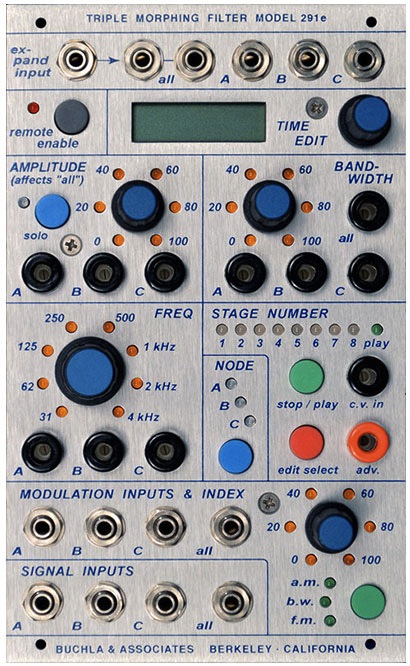 TRIPLE MORPHING FILTER MODEL 291e
ex-
pand
input
all
A
B
C
remote
enable
TIME
EDIT
AMPLITUDE
(affects "all")
solo
40
60
20
80
0
100
A
B
C
BAND-
WIDTH
40
60
20
80
0
100
all
A
B
C
FREQ
250
500
125
1 kHz
62
2 kHz
31
4 kHz
A
B
C
STAGE NUMBER
1 2 3 4 5 6 7 8 play
NODE
A
B
C
stop / play
c.v. in
edit select
adv.
MODULATION INPUTS & INDEX
A
B
C
all
40
60
20
80
0
100
SIGNAL INPUTS
A
B
C
all
a.m.
b.w.
f.m.
BUCHLA & ASSOCIATES BERKELEY · CALIFORNIA